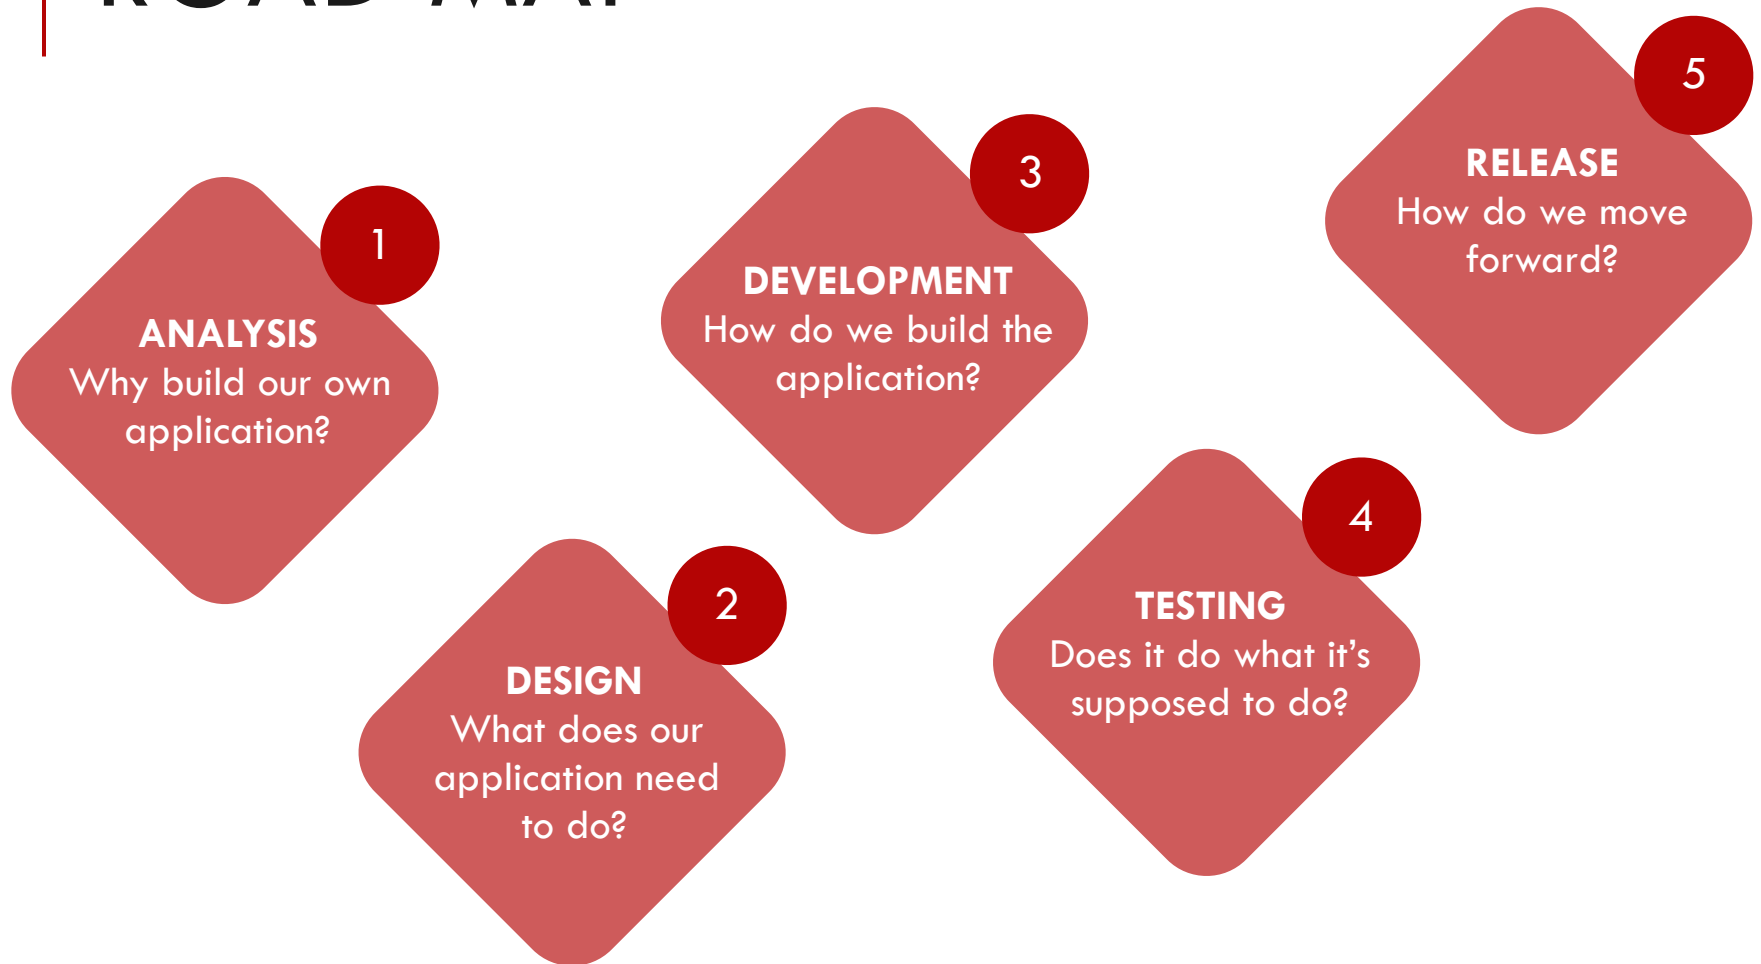 ROAD MAP
1
ANALYSIS
Why build our own
application?
2
DESIGN
What does our
application need
to do?
3
DEVELOPMENT
How do we build the
application?
4
TESTING
Does it do what it’s
supposed to do?
5
RELEASE
How do we move
forward?